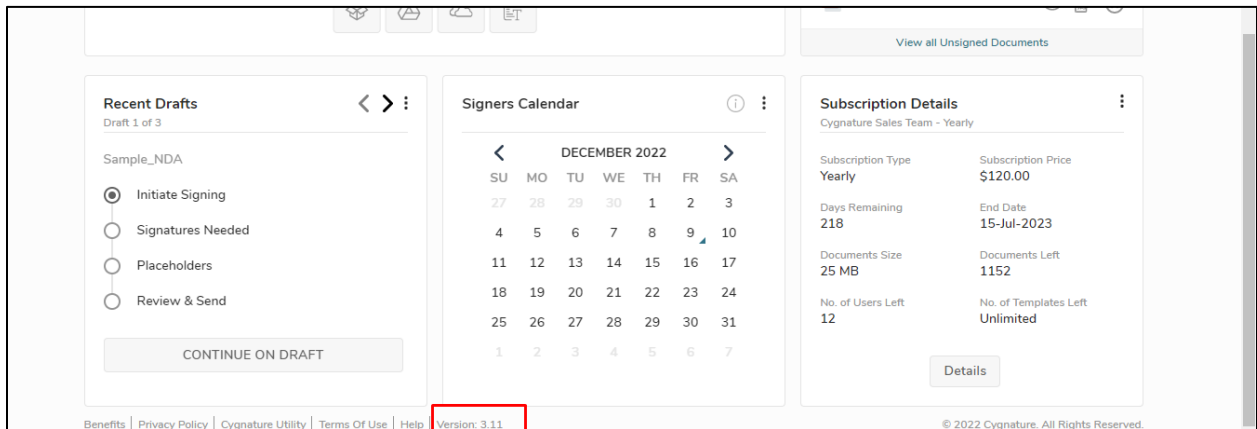 View all Unsigned Documents
Recent Drafts
Draft 1 of 3
Sample_NDA
Initiate Signing
Signatures Needed
Placeholders
Review & Send
CONTINUE ON DRAFT
Signers Calendar
DECEMBER 2022
SU MO TU WE TH FR SA
27 28 29 30 1 2 3
4 5 6 7 8 9 10
11 12 13 14 15 16 17
18 19 20 21 22 23 24
25 26 27 28 29 30 31
1 2 3 4 5 6 7
Subscription Details
Cygnature Sales Team - Yearly
Subscription Type Subscription Price
Yearly $120.00
Days Remaining End Date
218 15-Jul-2023
Documents Size Documents Left
25 MB 1152
No. of Users Left No. of Templates Left
12 Unlimited
Details
Benefits | Privacy Policy | Cygnature Utility | Terms Of Use | Help | Version: 3.11
© 2022 Cygnature. All Rights Reserved.